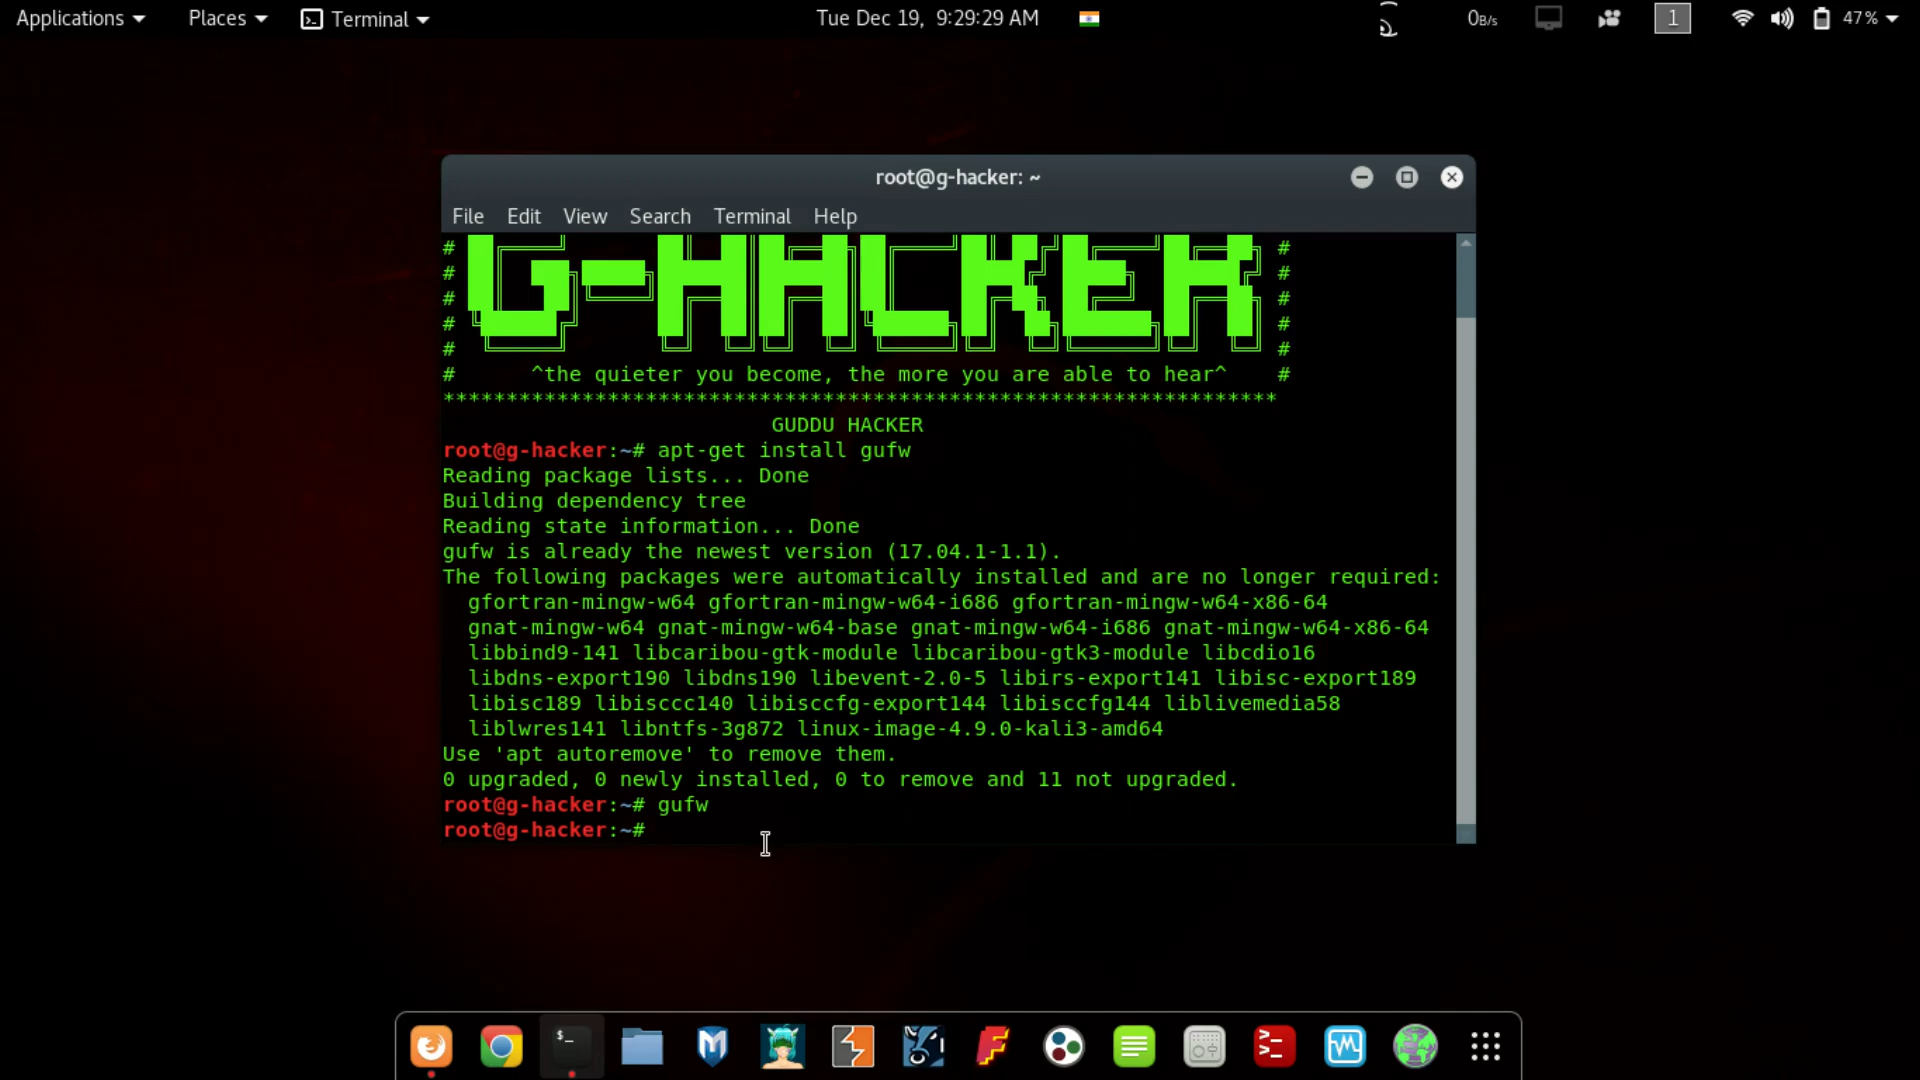 Applications Places Terminal Tue Dec 19, 9:29:29 AM 0B/s 1 47%
root@g-hacker: ~
File Edit View Search Terminal Help
# G-HACKER #
# #
# #
# #
# #
# ^the quieter you become, the more you are able to hear^ #
******************************************************************
GUDDU HACKER
root@g-hacker:~# apt-get install gufw
Reading package lists... Done
Building dependency tree
Reading state information... Done
gufw is already the newest version (17.04.1-1.1).
The following packages were automatically installed and are no longer required:
gfortran-mingw-w64 gfortran-mingw-w64-i686 gfortran-mingw-w64-x86-64
gnat-mingw-w64 gnat-mingw-w64-base gnat-mingw-w64-i686 gnat-mingw-w64-x86-64
libbind9-141 libcaribou-gtk-module libcaribou-gtk3-module libcdio16
libdns-export190 libdns190 libevent-2.0-5 libirs-export141 libisc-export189
libisc189 libisccc140 libisccfg-export144 libisccfg144 liblivemedia58
liblwres141 libntfs-3g872 linux-image-4.9.0-kali3-amd64
Use 'apt autoremove' to remove them.
0 upgraded, 0 newly installed, 0 to remove and 11 not upgraded.
root@g-hacker:~# gufw
root@g-hacker:~#